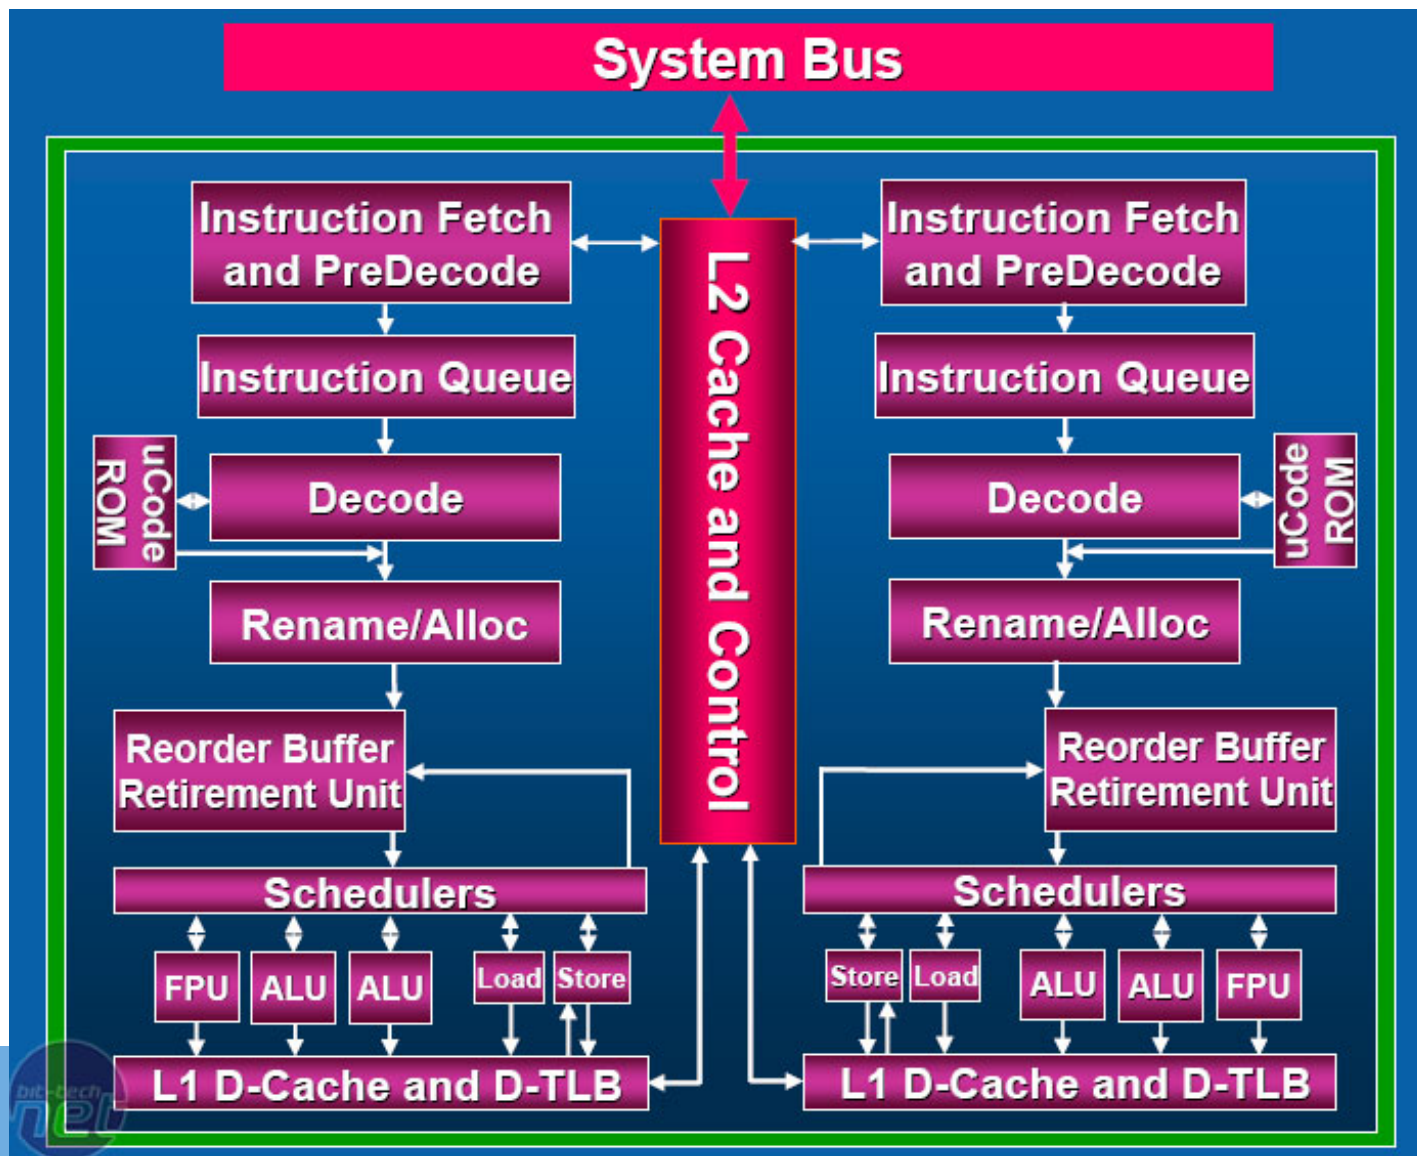 System Bus
Instruction Fetch
and PreDecode
Instruction Queue
uCode
ROM
Decode
Rename/Alloc
Reorder Buffer
Retirement Unit
Schedulers
FPU
ALU
ALU
Load
Store
L1 D-Cache and D-TLB
L2 Cache and Control
Instruction Fetch
and PreDecode
Instruction Queue
Decode
uCode
ROM
Rename/Alloc
Reorder Buffer
Retirement Unit
Schedulers
Store
Load
ALU
ALU
FPU
L1 D-Cache and D-TLB
bit-tech
net